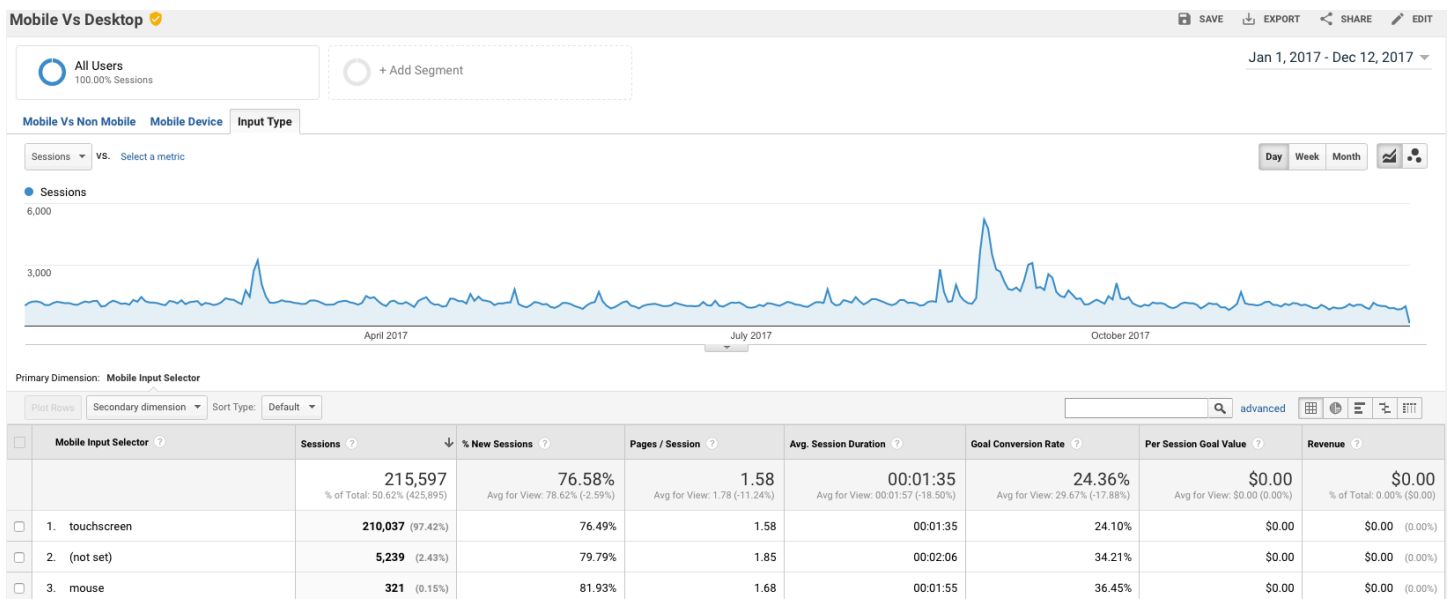 Mobile Vs Desktop SAVE EXPORT SHARE EDIT
All Users
100.00% Sessions
+ Add Segment
Jan 1, 2017 - Dec 12, 2017
Mobile Vs Non Mobile Mobile Device Input Type
Sessions VS. Select a metric Day Week Month
Sessions
6,000
3,000
April 2017 July 2017 October 2017
Primary Dimension: Mobile Input Selector
Plot Rows Secondary dimension Sort Type: Default advanced
Mobile Input Selector ? Sessions ? % New Sessions ? Pages / Session ? Avg. Session Duration ? Goal Conversion Rate ? Per Session Goal Value ? Revenue ?
215,597 76.58% 1.58 00:01:35 24.36% $0.00 $0.00
% of Total: 50.62% (425,895) Avg for View: 78.62% (-2.59%) Avg for View: 1.78 (-11.24%) Avg for View: 00:01:57 (-18.50%) Avg for View: 29.67% (-17.88%) Avg for View: $0.00 (0.00%) % of Total: 0.00% ($0.00)
1. touchscreen 210,037 (97.42%) 76.49% 1.58 00:01:35 24.10% $0.00 $0.00 (0.00%)
2. (not set) 5,239 (2.43%) 79.79% 1.85 00:02:06 34.21% $0.00 $0.00 (0.00%)
3. mouse 321 (0.15%) 81.93% 1.68 00:01:55 36.45% $0.00 $0.00 (0.00%)